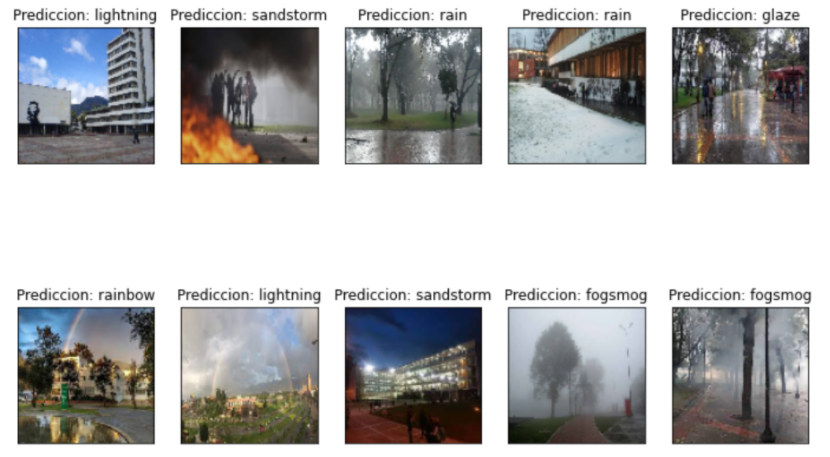 Prediccion: lightning
Prediccion: sandstorm
Prediccion: rain
Prediccion: rain
Prediccion: glaze
Prediccion: rainbow
Prediccion: lightning
Prediccion: sandstorm
Prediccion: fogsmog
Prediccion: fogsmog